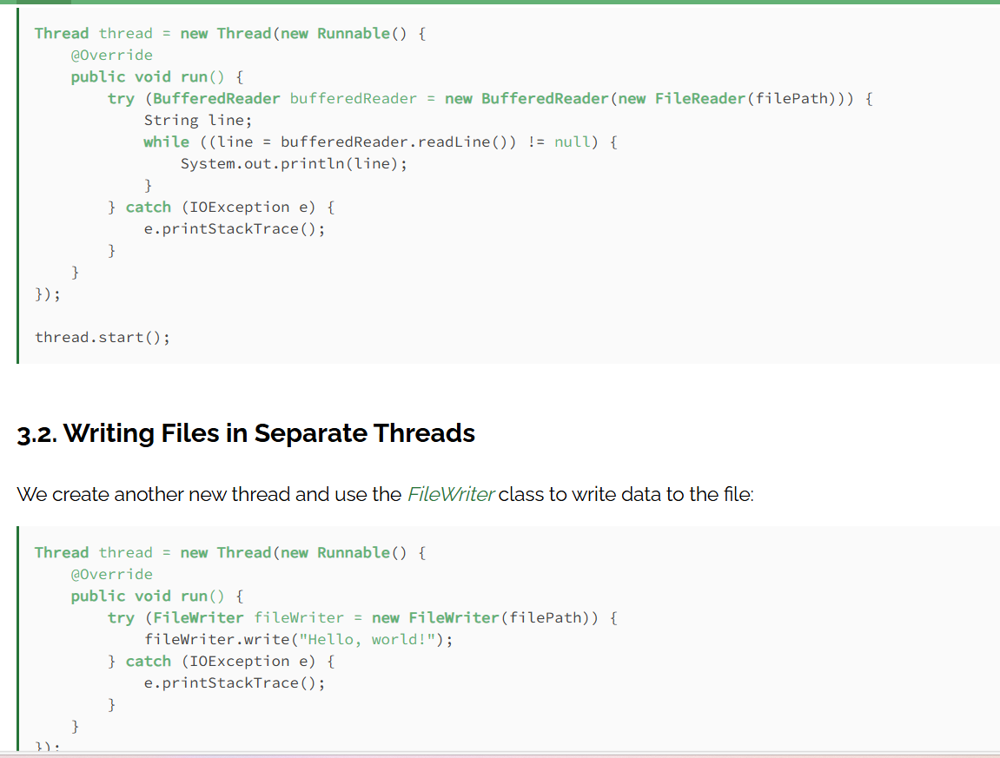 Thread thread = new Thread(new Runnable() {
    @Override
    public void run() {
        try (BufferedReader bufferedReader = new BufferedReader(new FileReader(filePath))) {
            String line;
            while ((line = bufferedReader.readLine()) != null) {
                System.out.println(line);
            }
        } catch (IOException e) {
            e.printStackTrace();
        }
    }
});
thread.start();
3.2. Writing Files in Separate Threads
We create another new thread and use the FileWriter class to write data to the file:
Thread thread = new Thread(new Runnable() {
    @Override
    public void run() {
        try (FileWriter fileWriter = new FileWriter(filePath)) {
            fileWriter.write("Hello, world!");
        } catch (IOException e) {
            e.printStackTrace();
        }
    }
});